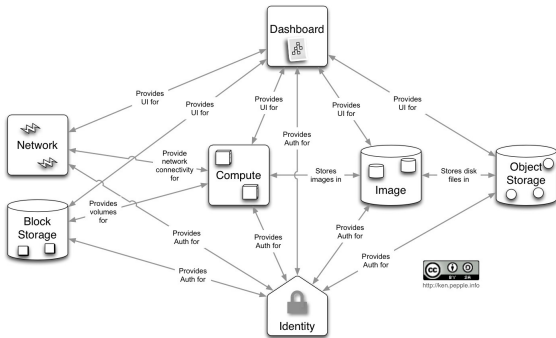 Dashboard
Provides
UI for
Provides
UI for
Provides
UI for
Provides
UI for
Provides
UI for
Provides
Auth for
Network
Provide
network
connectivity
for
Compute
Stores
images in
Image
Stores disk
files in
Object
Storage
Block
Storage
Provides
volumes
for
Provides
Auth for
Provides
Auth for
Provides
Auth for
Provides
Auth for
Provides
Auth for
Identity
cc
BY SA
http://ken.pepple.info